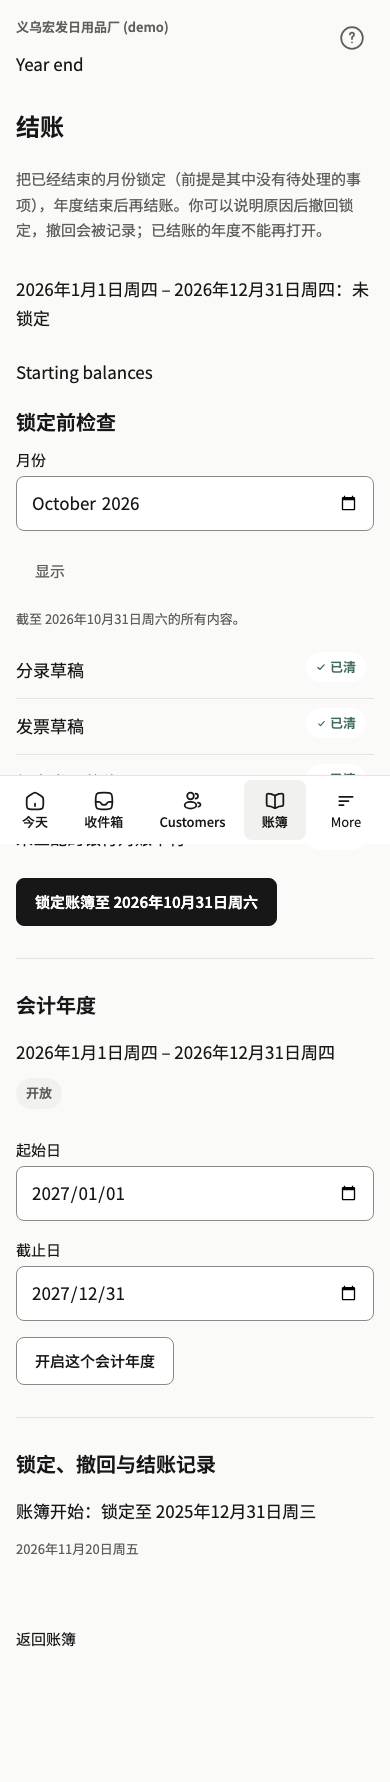 义乌宏发日用品厂 (demo)
Year end
结账
把已经结束的月份锁定（前提是其中没有待处理的事
项），年度结束后再结账。你可以说明原因后撤回锁
定，撤回会被记录；已结账的年度不能再打开。
2026年1月1日周四 – 2026年12月31日周四：未
锁定
Starting balances
锁定前检查
月份
October 2026
显示
截至 2026年10月31日周六的所有内容。
分录草稿
已清
发票草稿
已清
今天
收件箱
Customers
账簿
More
锁定账簿至 2026年10月31日周六
会计年度
2026年1月1日周四 – 2026年12月31日周四
开放
起始日
2027/01/01
截止日
2027/12/31
开启这个会计年度
锁定、撤回与结账记录
账簿开始：锁定至 2025年12月31日周三
2026年11月20日周五
返回账簿